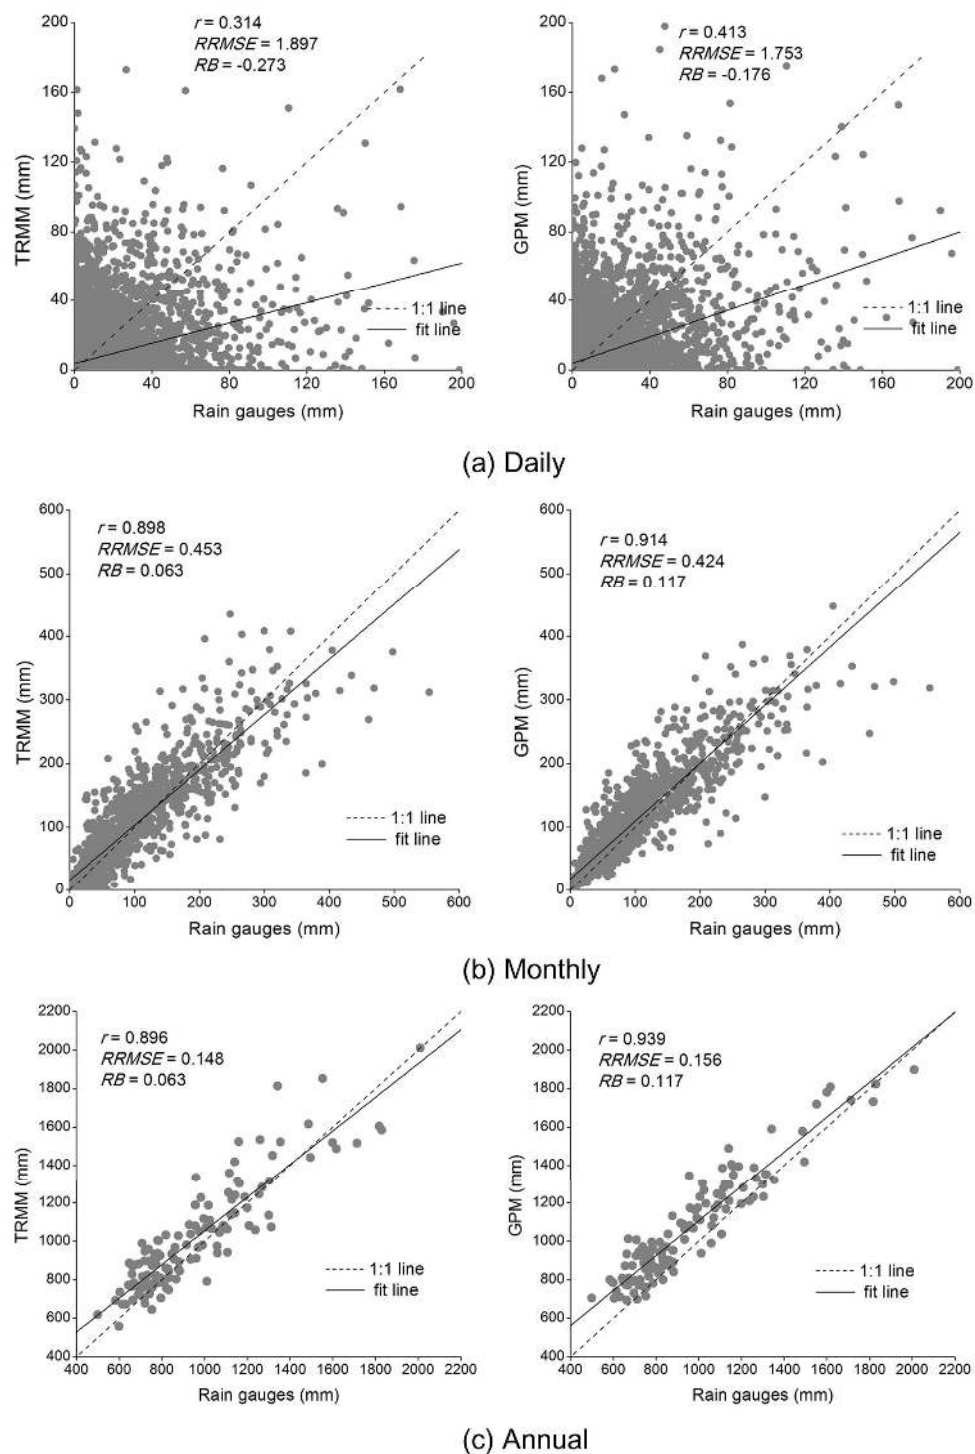 r = 0.314
RRMSE = 1.897
RB = -0.273
200
160
120
80
40
0
TRMM (mm)
1:1 line
fit line
0 40 80 120 160 200
Rain gauges (mm)
r = 0.413
RRMSE = 1.753
RB = -0.176
200
160
120
80
40
0
GPM (mm)
1:1 line
fit line
0 40 80 120 160 200
Rain gauges (mm)
(a) Daily
r = 0.898
RRMSE = 0.453
RB = 0.063
600
500
400
300
200
100
0
TRMM (mm)
1:1 line
fit line
0 100 200 300 400 500 600
Rain gauges (mm)
r = 0.914
RRMSE = 0.424
RB = 0.117
600
500
400
300
200
100
0
GPM (mm)
1:1 line
fit line
0 100 200 300 400 500 600
Rain gauges (mm)
(b) Monthly
r = 0.896
RRMSE = 0.148
RB = 0.063
2200
2000
1800
1600
1400
1200
1000
800
600
400
TRMM (mm)
1:1 line
fit line
400 600 800 1000 1200 1400 1600 1800 2000 2200
Rain gauges (mm)
r = 0.939
RRMSE = 0.156
RB = 0.117
2200
2000
1800
1600
1400
1200
1000
800
600
400
GPM (mm)
1:1 line
fit line
400 600 800 1000 1200 1400 1600 1800 2000 2200
Rain gauges (mm)
(c) Annual